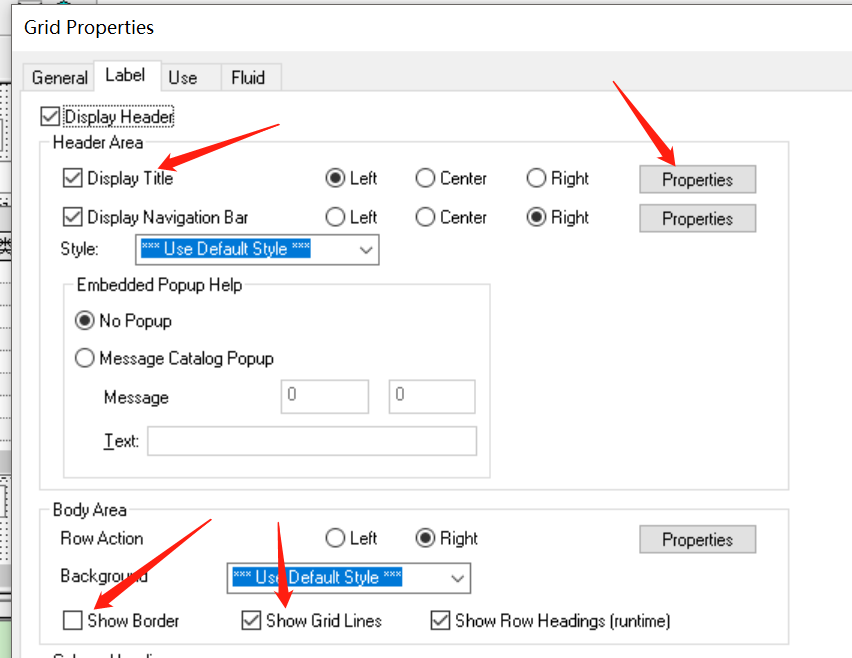 Grid Properties
General Label Use Fluid
Display Header
Header Area
Display Title Left Center Right Properties
Display Navigation Bar Left Center Right Properties
Style: *** Use Default Style ***
Embedded Popup Help
No Popup
Message Catalog Popup
Message 0 0
Text:
Body Area
Row Action Left Right Properties
Background *** Use Default Style ***
Show Border Show Grid Lines Show Row Headings (runtime)